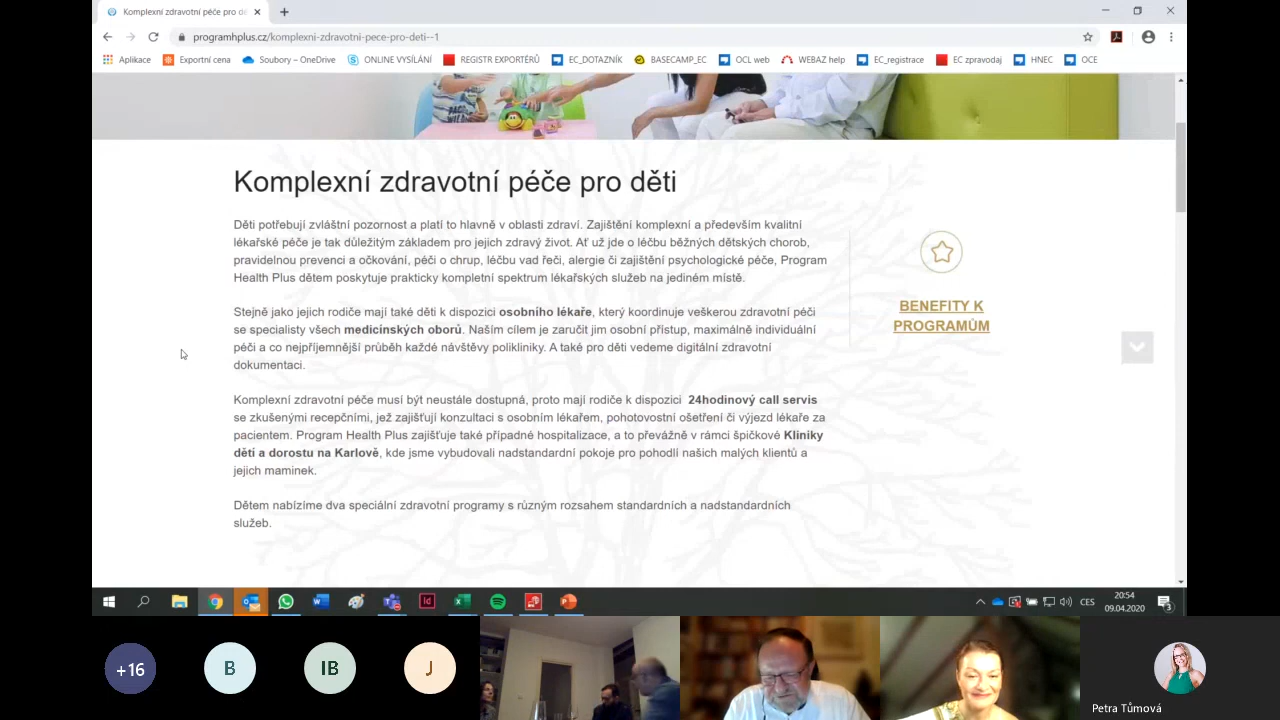 Komplexní zdravotní péče pro dě
programhplus.cz/komplexni-zdravotni-pece-pro-deti--1
Aplikace
Exportní cena
Soubory – OneDrive
ONLINE VYSÍLÁNÍ
REGISTR EXPORTÉRŮ
EC_DOTAZNÍK
BASECAMP_EC
OCL web
WEBAZ help
EC_registrace
EC zpravodaj
HNEC
OCE
Komplexní zdravotní péče pro děti
Děti potřebují zvláštní pozornost a platí to hlavně v oblasti zdraví. Zajištění komplexní a především kvalitní
lékařské péče je tak důležitým základem pro jejich zdravý život. Ať už jde o léčbu běžných dětských chorob,
pravidelnou prevenci a očkování, péči o chrup, léčbu vad řeči, alergie či zajištění psychologické péče, Program
Health Plus dětem poskytuje prakticky kompletní spektrum lékařských služeb na jediném místě.
Stejně jako jejich rodiče mají také děti k dispozici osobního lékaře, který koordinuje veškerou zdravotní péči
se specialisty všech medicínských oborů. Naším cílem je zaručit jim osobní přístup, maximálně individuální
péči a co nejpříjemnější průběh každé návštěvy polikliniky. A také pro děti vedeme digitální zdravotní
dokumentaci.
Komplexní zdravotní péče musí být neustále dostupná, proto mají rodiče k dispozici 24hodinový call servis
se zkušenými recepčními, jež zajišťují konzultaci s osobním lékařem, pohotovostní ošetření či výjezd lékaře za
pacientem. Program Health Plus zajišťuje také případné hospitalizace, a to převážně v rámci špičkové Kliniky
dětí a dorostu na Karlově, kde jsme vybudovali nadstandardní pokoje pro pohodlí našich malých klientů a
jejich maminek.
Dětem nabízíme dva speciální zdravotní programy s různým rozsahem standardních a nadstandardních
služeb.
BENEFITY K
PROGRAMŮM
CES
20:54
09.04.2020
3
+16
B
IB
J
Petra Tůmová